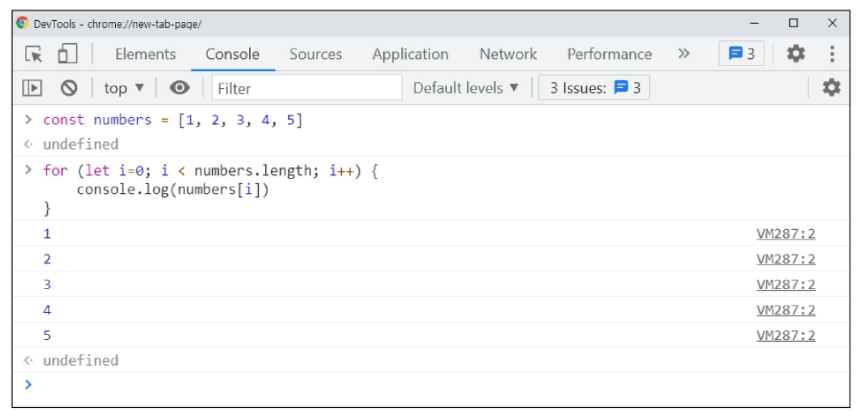 DevTools - chrome://new-tab-page/
Elements Console Sources Application Network Performance » 3
top ▼ Filter Default levels ▼ 3 Issues: 3
> const numbers = [1, 2, 3, 4, 5]
<· undefined
> for (let i=0; i < numbers.length; i++) {
console.log(numbers[i])
}
1 VM287:2
2 VM287:2
3 VM287:2
4 VM287:2
5 VM287:2
<· undefined
>